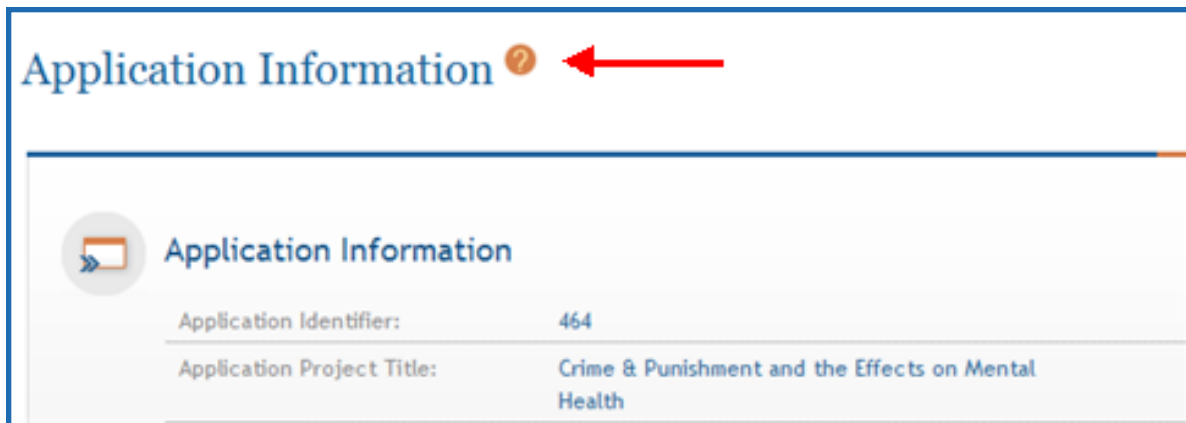 Application Information ?
Application Information
Application Identifier: 464
Application Project Title: Crime & Punishment and the Effects on Mental
Health